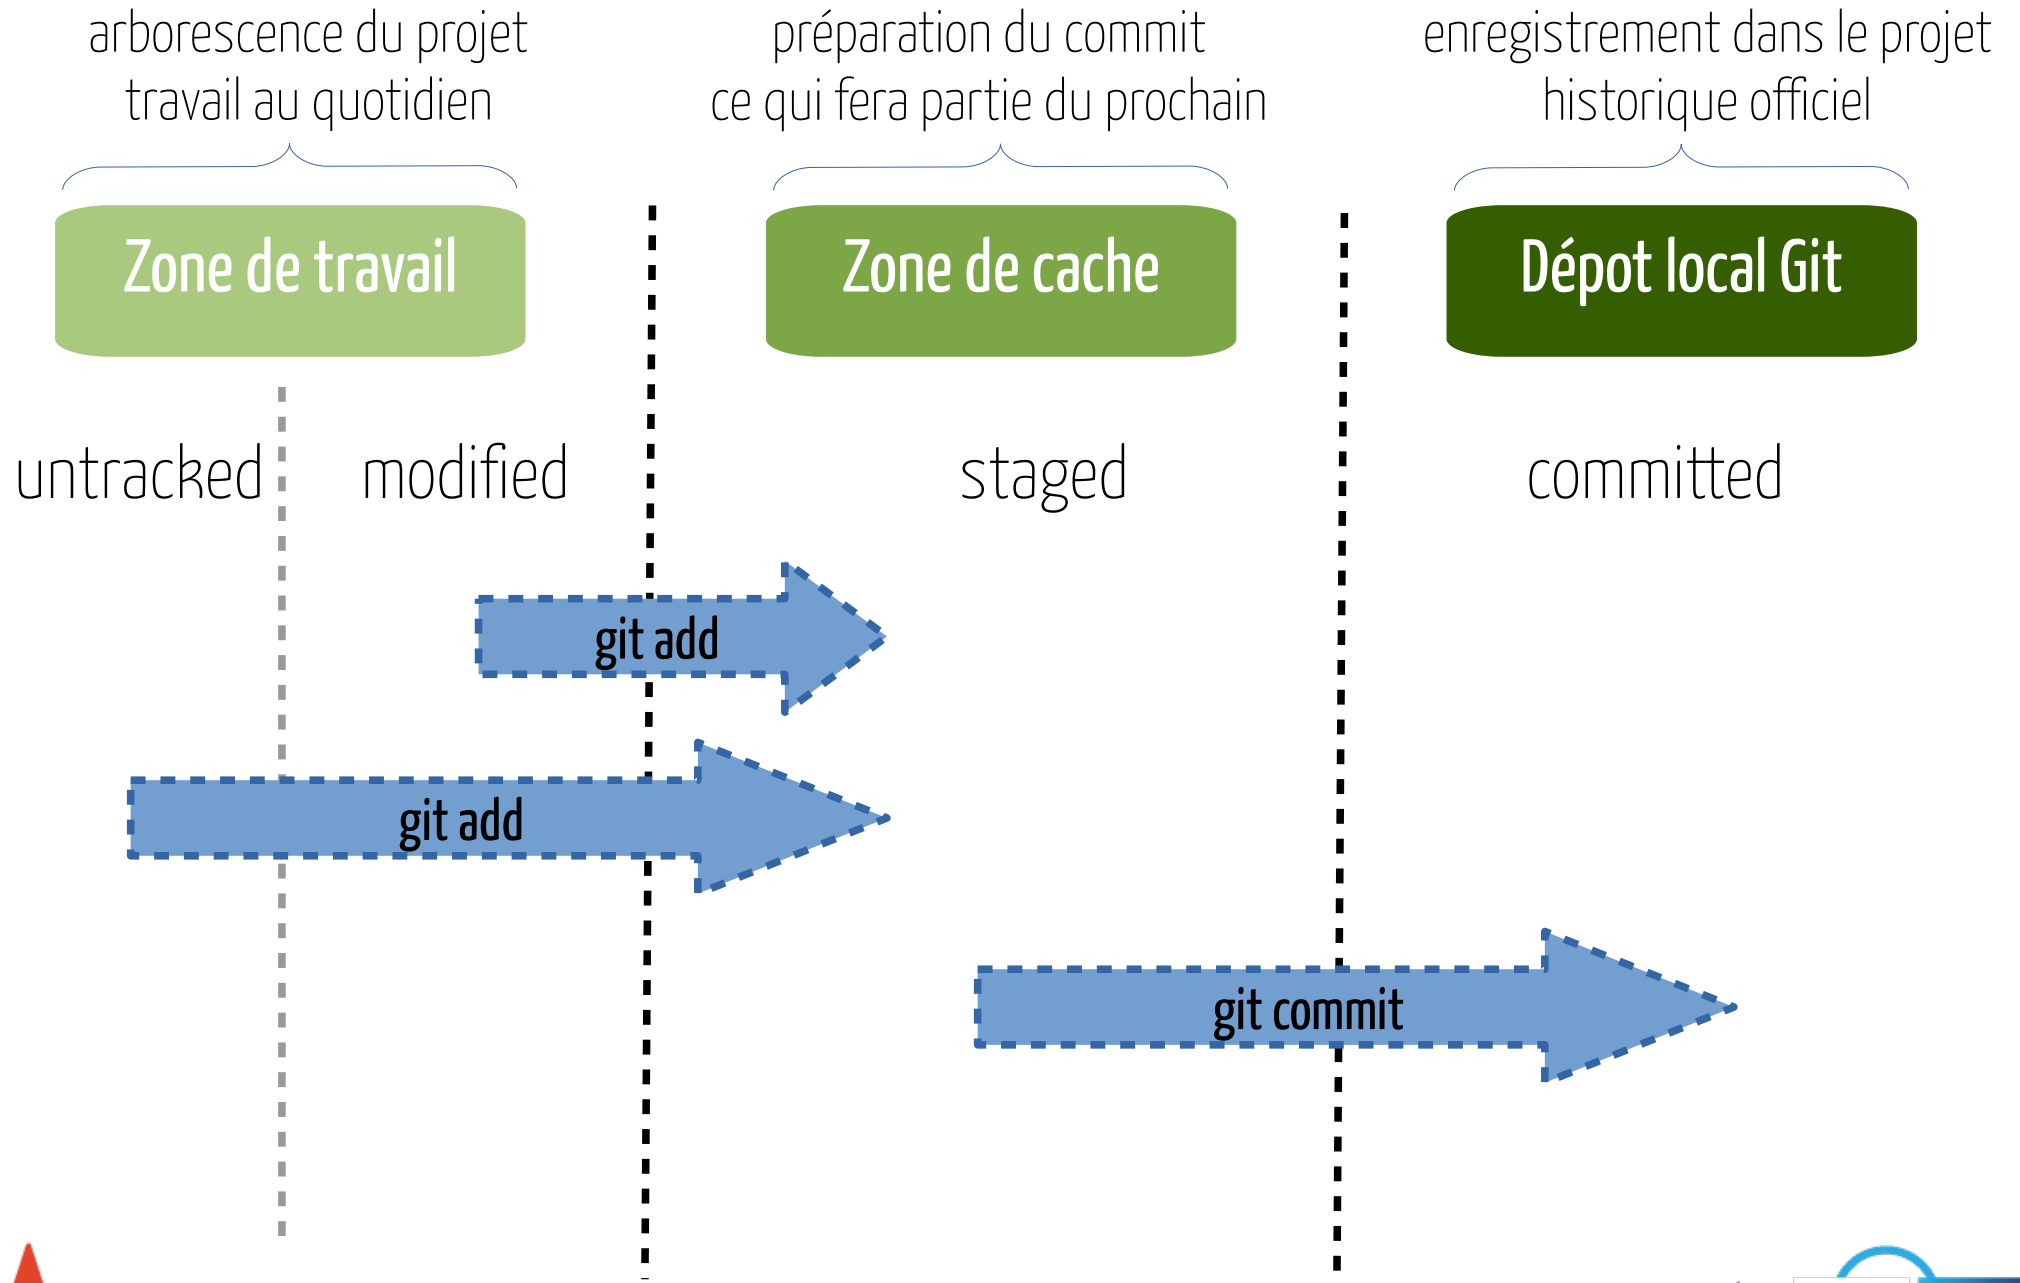 arborescence du projet
travail au quotidien
préparation du commit
ce qui fera partie du prochain
enregistrement dans le projet
historique officiel
Zone de travail
Zone de cache
Dépot local Git
untracked
modified
staged
committed
git add
git add
git commit